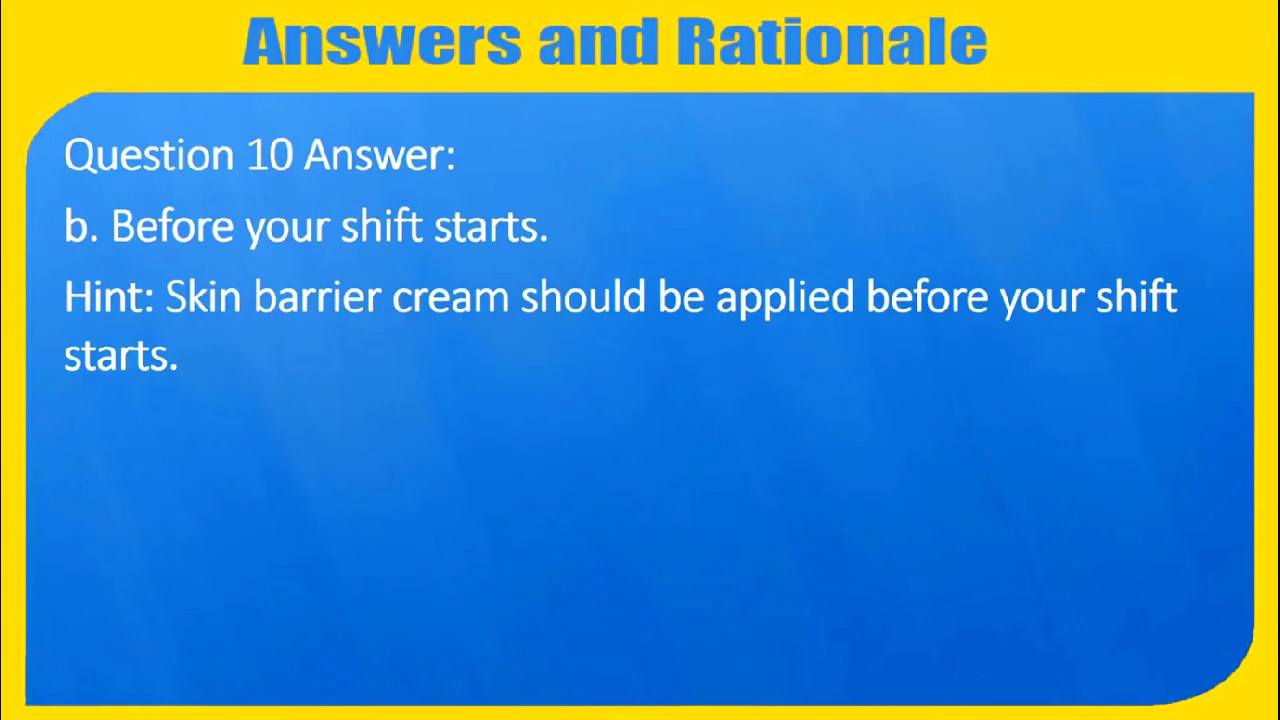 Answers and Rationale
Question 10 Answer:
b. Before your shift starts.
Hint: Skin barrier cream should be applied before your shift
starts.